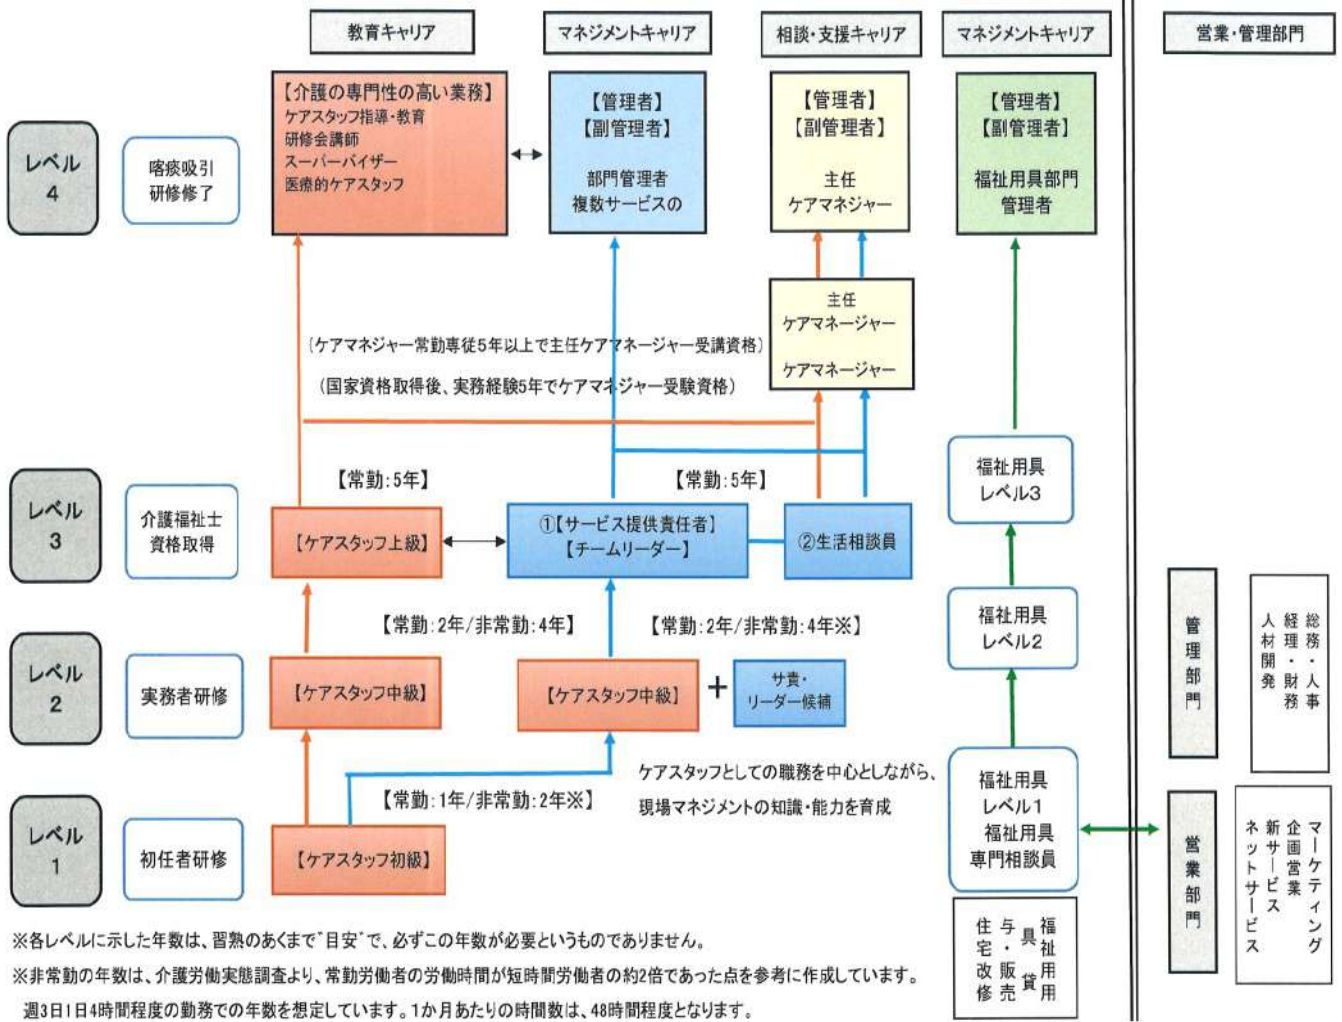 教育キャリア
マネジメントキャリア
相談・支援キャリア
マネジメントキャリア
営業・管理部門
レベル
4
喀痰吸引
研修修了
【介護の専門性の高い業務】
ケアスタッフ指導・教育
研修会講師
スーパーバイザー
医療的ケアスタッフ
【管理者】
【副管理者】
部門管理者
複数サービスの
【管理者】
【副管理者】
主任
ケアマネジャー
【管理者】
【副管理者】
福祉用具部門
管理者
主任
ケアマネージャー
ケアマネージャー
(ケアマネジャー常勤専従5年以上で主任ケアマネージャー受講資格)
(国家資格取得後、実務経験5年でケアマネジャー受験資格)
【常勤:5年】
【常勤:5年】
レベル
3
介護福祉士
資格取得
【ケアスタッフ上級】
①【サービス提供責任者】
【チームリーダー】
②生活相談員
福祉用具
レベル3
【常勤:2年/非常勤:4年】
【常勤:2年/非常勤:4年※】
福祉用具
レベル2
レベル
2
実務者研修
【ケアスタッフ中級】
【ケアスタッフ中級】
+
サ責・
リーダー候補
管理部門
総務・人事
経理・財務
人材開発
ケアスタッフとしての職務を中心としながら、
現場マネジメントの知識・能力を育成
【常勤:1年/非常勤:2年※】
レベル
1
初任者研修
【ケアスタッフ初級】
福祉用具
レベル1
福祉用具
専門相談員
営業部門
マーケティング
企画営業
新サービス
ネットサービス
福祉用用
具貸
与・販売
住宅改修
※各レベルに示した年数は、習熟のあくまで"目安"で、必ずこの年数が必要というものでありません。
※非常勤の年数は、介護労働実態調査より、常勤労働者の労働時間が短時間労働者の約2倍であった点を参考に作成しています。
週3日1日4時間程度の勤務での年数を想定しています。1か月あたりの時間数は、48時間程度となります。